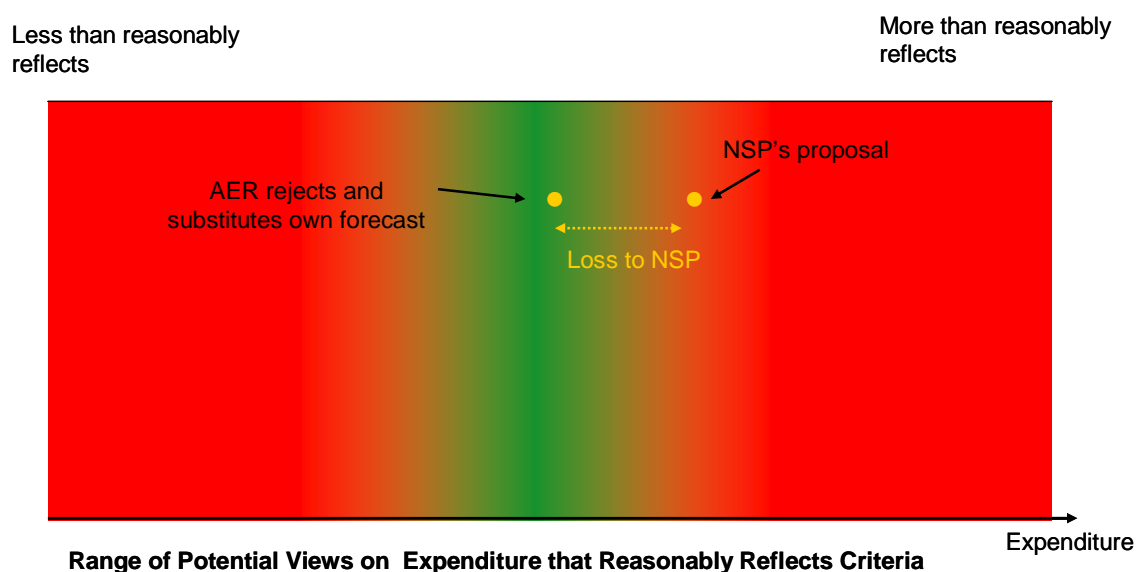 Less than reasonably
reflects
More than reasonably
reflects
NSP's proposal
AER rejects and
substitutes own forecast
Loss to NSP
Expenditure
Range of Potential Views on  Expenditure that Reasonably Reflects Criteria